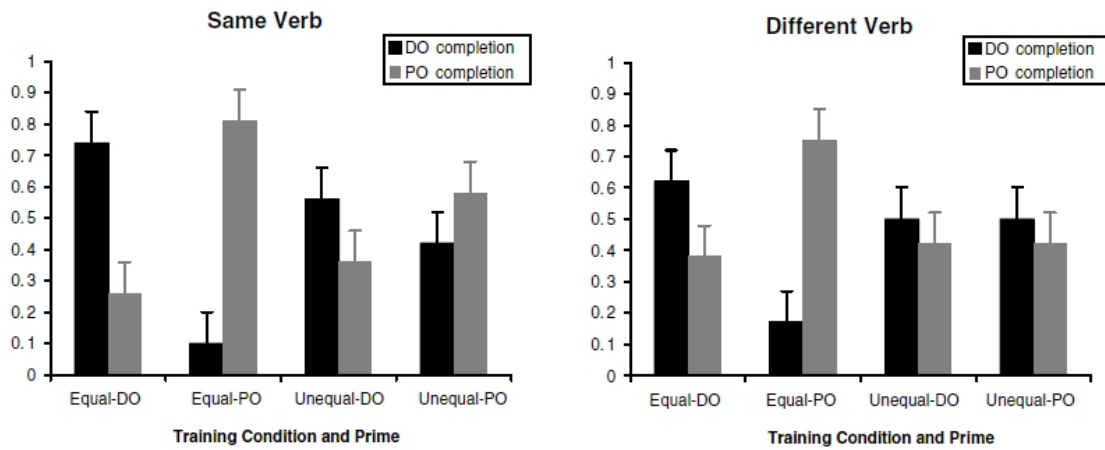 Same Verb
DO completion
PO completion
1
0.9
0.8
0.7
0.6
0.5
0.4
0.3
0.2
0.1
0
Equal-DO Equal-PO Unequal-DO Unequal-PO
Training Condition and Prime
Different Verb
DO completion
PO completion
1
0.9
0.8
0.7
0.6
0.5
0.4
0.3
0.2
0.1
0
Equal-DO Equal-PO Unequal-DO Unequal-PO
Training Condition and Prime